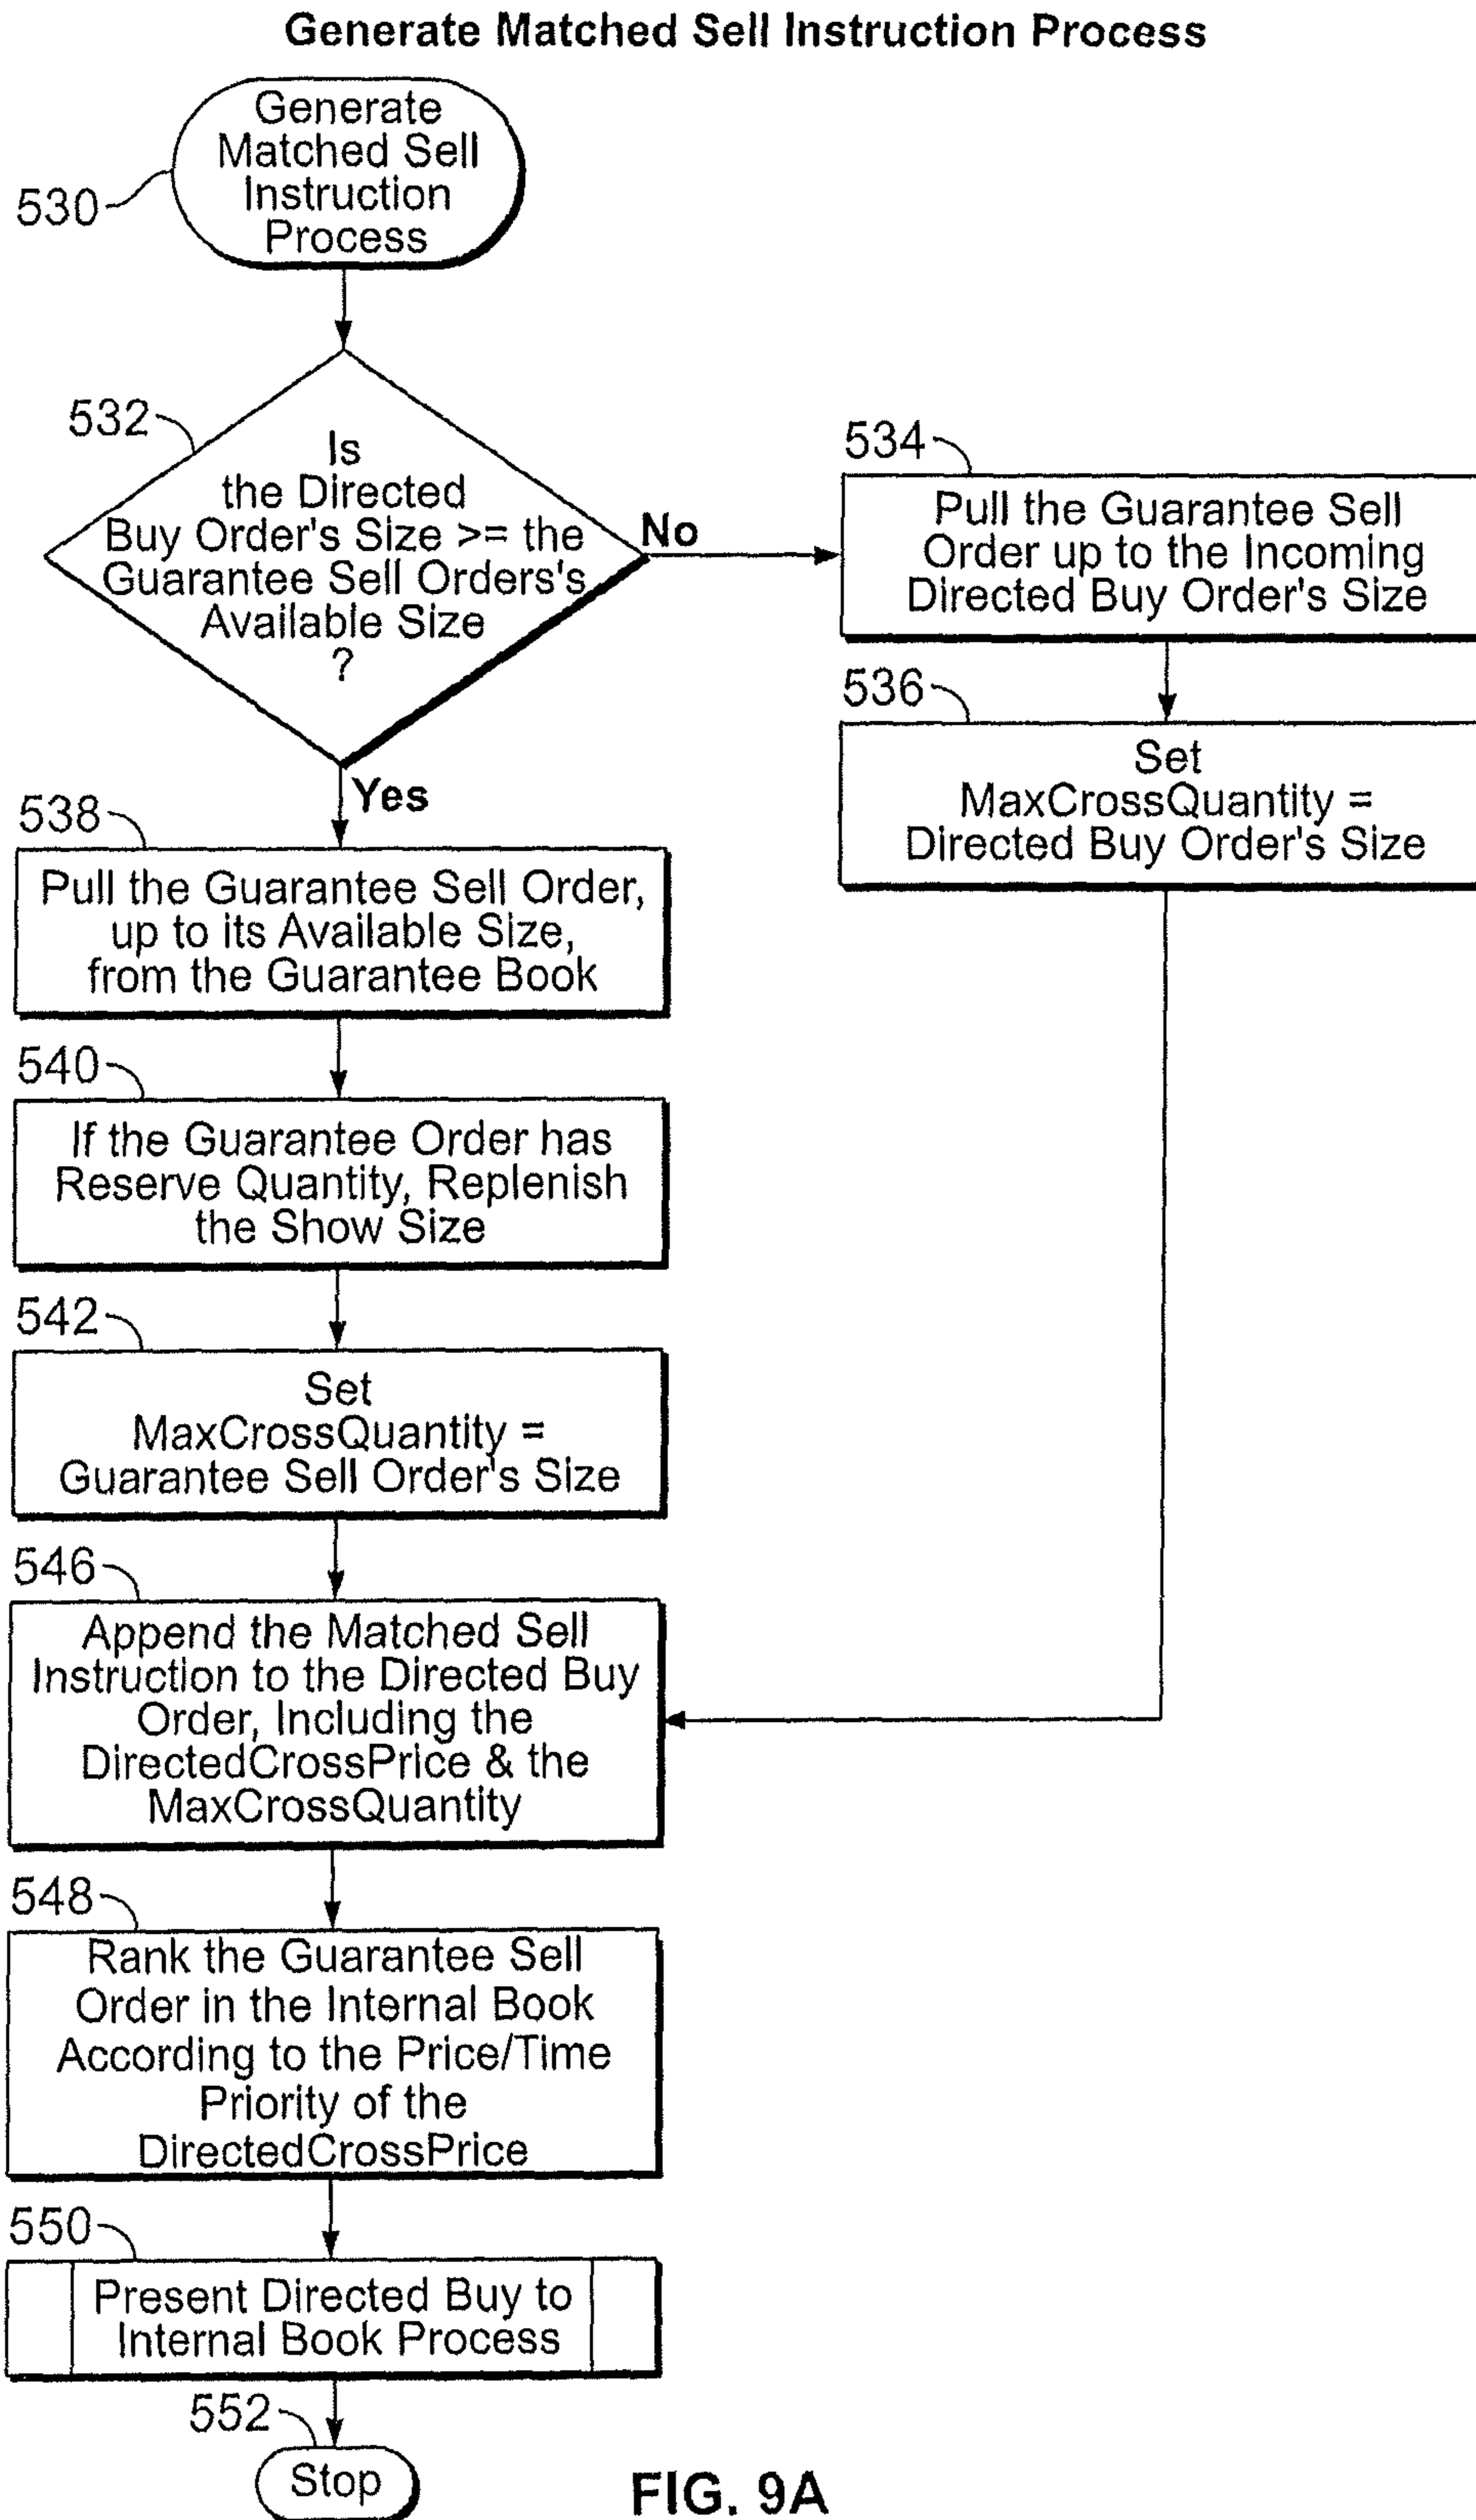 Generate Matched Sell Instruction Process
Generate
Matched Sell
Instruction
Process
530
532
Is
the Directed
Buy Order's Size >= the
Guarantee Sell Orders's
Available Size
?
No
534
Pull the Guarantee Sell
Order up to the Incoming
Directed Buy Order's Size
536
Set
MaxCrossQuantity =
Directed Buy Order's Size
Yes
538
Pull the Guarantee Sell Order,
up to its Available Size,
from the Guarantee Book
540
If the Guarantee Order has
Reserve Quantity, Replenish
the Show Size
542
Set
MaxCrossQuantity =
Guarantee Sell Order's Size
546
Append the Matched Sell
Instruction to the Directed Buy
Order, Including the
DirectedCrossPrice & the
MaxCrossQuantity
548
Rank the Guarantee Sell
Order in the Internal Book
According to the Price/Time
Priority of the
DirectedCrossPrice
550
Present Directed Buy to
Internal Book Process
552
Stop
FIG. 9A